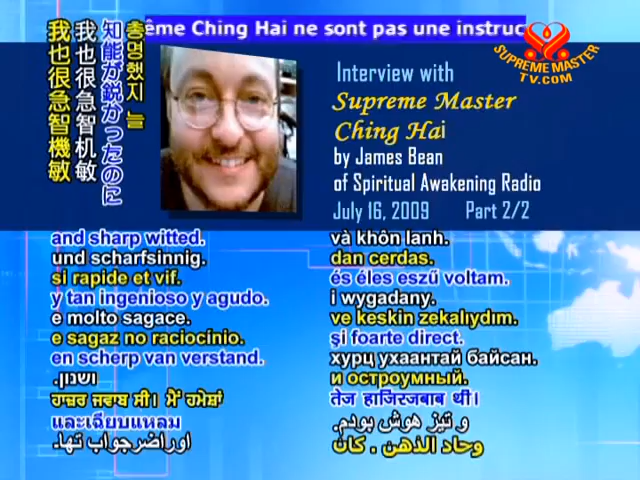 ême Ching Hai ne sont pas une instruc
SUPREME MASTER
TV.COM
총명했지 늘
知能が鋭かったのに
我也很急智机敏
我也很急智機敏
Interview with
Supreme Master
Ching Hai
by James Bean
of Spiritual Awakening Radio
July 16, 2009 Part 2/2
and sharp witted.
und scharfsinnig.
si rapide et vif.
y tan ingenioso y agudo.
e molto sagace.
e sagaz no raciocínio.
en scherp van verstand.
ושנון.
ਹਾਜ਼ਰ ਜਵਾਬ ਸੀ। ਮੈਂ ਹਮੇਸ਼ਾਂ
และเฉียบแหลม
اورحاضرجواب تھا.
và khôn lanh.
dan cerdas.
és éles eszű voltam.
i wygadany.
ve keskin zekalıydım.
şi foarte direct.
хурц ухаантай байсан.
и остроумный.
तेज हाजिरजबाब थी।
و تیز هوش بودم.
وحاد الذهن . كان